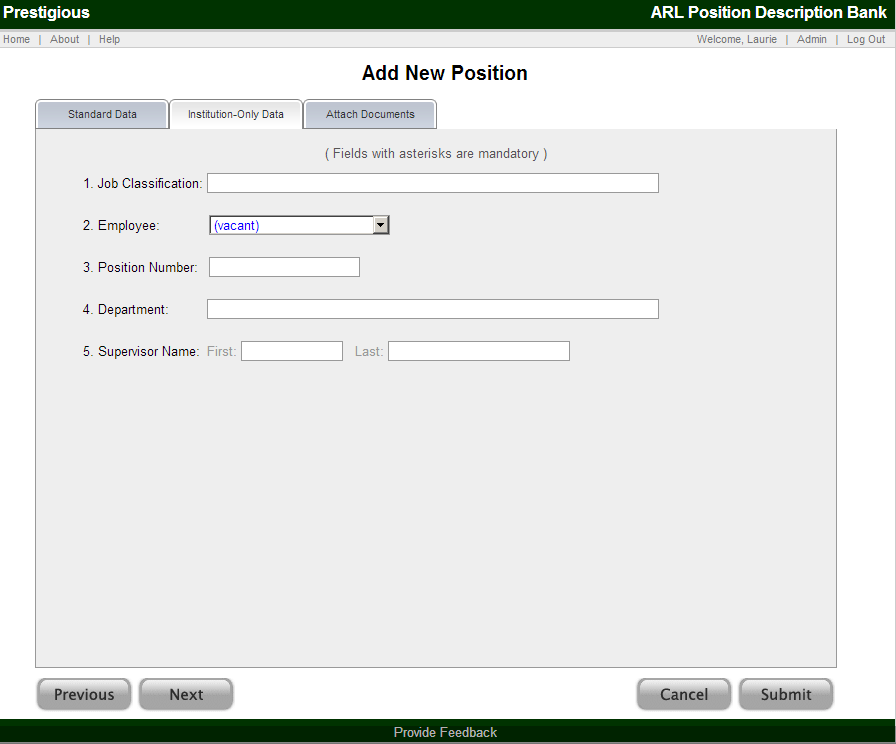 Prestigious ARL Position Description Bank
Home | About | Help Welcome, Laurie | Admin | Log Out
Add New Position
Standard Data Institution-Only Data Attach Documents
( Fields with asterisks are mandatory )
1. Job Classification:
2. Employee: (vacant)
3. Position Number:
4. Department:
5. Supervisor Name: First: Last:
Previous Next Cancel Submit
Provide Feedback